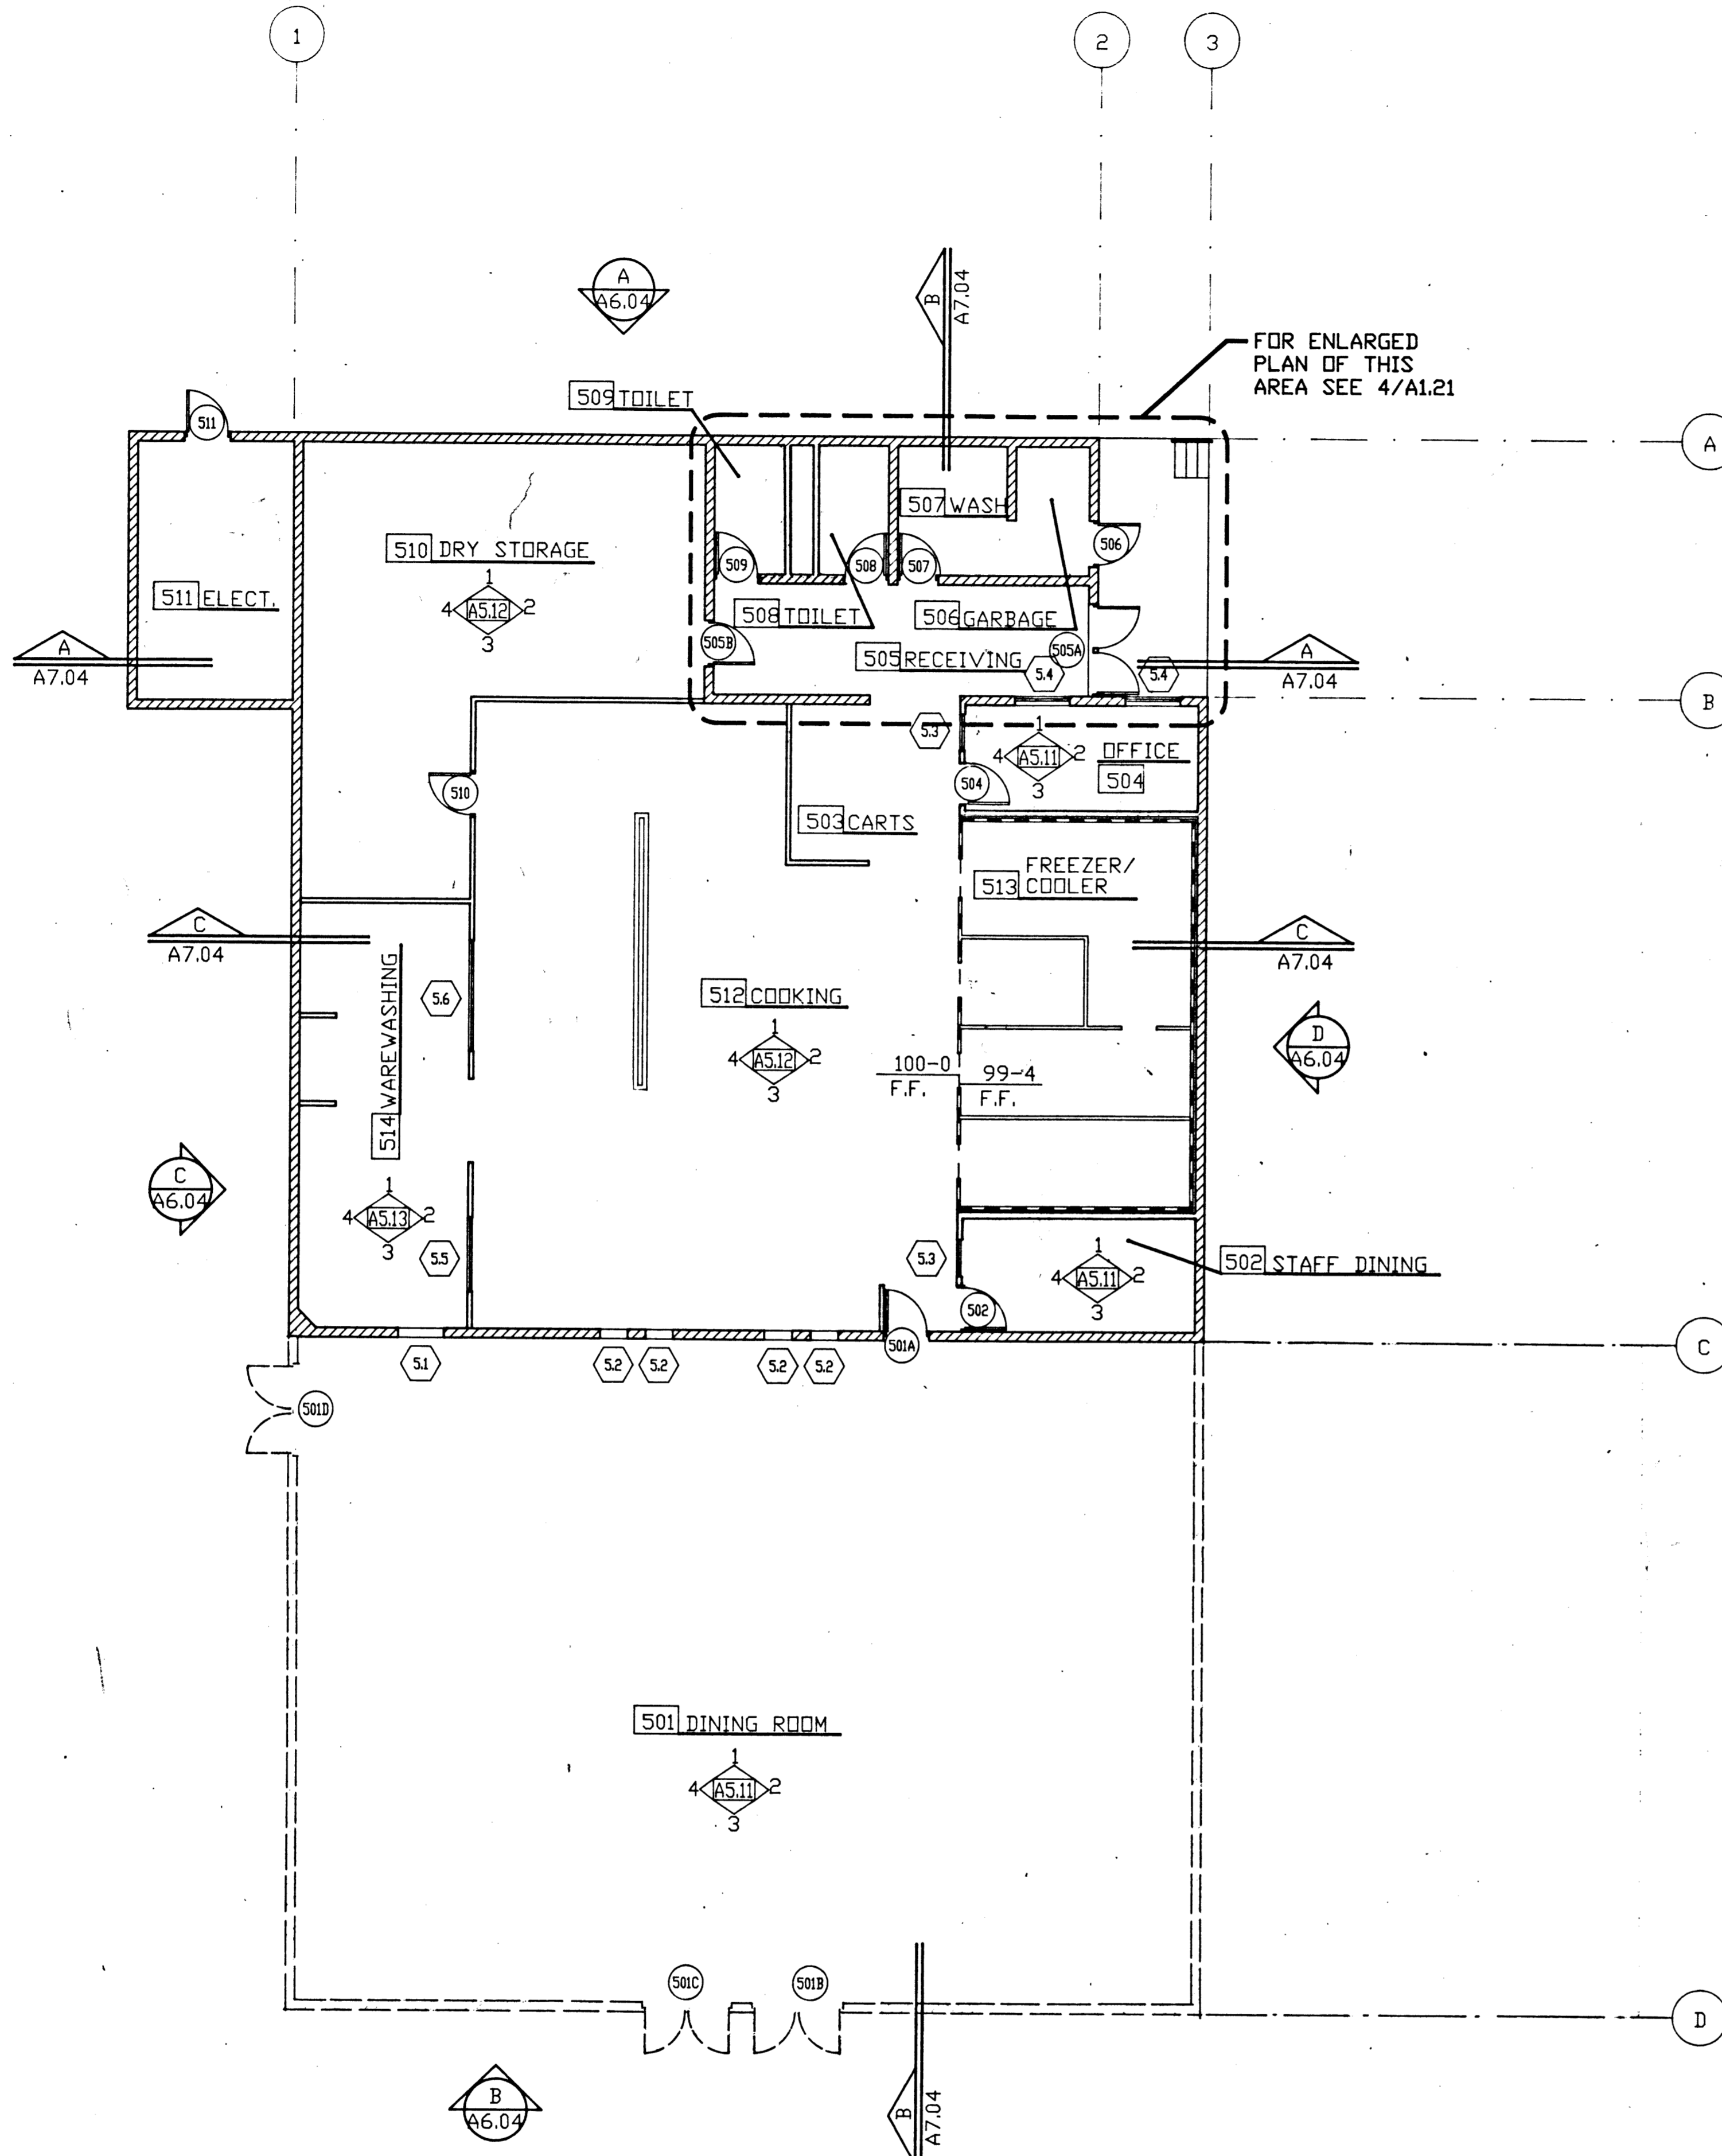 1
2
3
A
A6.04
B
A7.04
FOR ENLARGED
PLAN OF THIS
AREA SEE 4/A1.21
509 TOILET
511
A
507 WASH
506
510 DRY STORAGE
509
508
507
1
4 A5.12 2
3
511 ELECT.
508 TOILET
506 GARBAGE
505B
505A
505 RECEIVING
5.4
5.4
A
A7.04
A
A7.04
B
5.3
1
4 A5.11 2
3
OFFICE
504
504
510
503 CARTS
513 FREEZER/
COOLER
C
A7.04
C
A7.04
514 WAREWASHING
5.6
512 COOKING
1
4 A5.12 2
3
100-0
F.F.
99-4
F.F.
D
A6.04
C
A6.04
1
4 A5.13 2
3
5.5
5.3
1
4 A5.11 2
3
502 STAFF DINING
502
501A
C
5.1
5.2
5.2
5.2
5.2
501D
501 DINING ROOM
1
4 A5.11 2
3
501C
501B
D
B
A6.04
B
A7.04